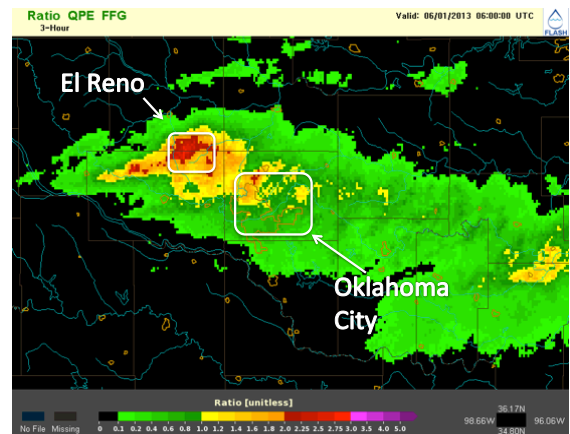 Ratio QPE FFG
3-Hour
Valid: 06/01/2013 06:00:00 UTC
FLASH
El Reno
Oklahoma
City
Ratio [unitless]
No File Missing 0 0.1 0.2 0.4 0.6 0.8 1.0 1.2 1.4 1.6 1.8 2.0 2.25 2.5 2.75 3.0 3.5 4.0 5.0
36.17N
98.66W 96.06W
34.80N